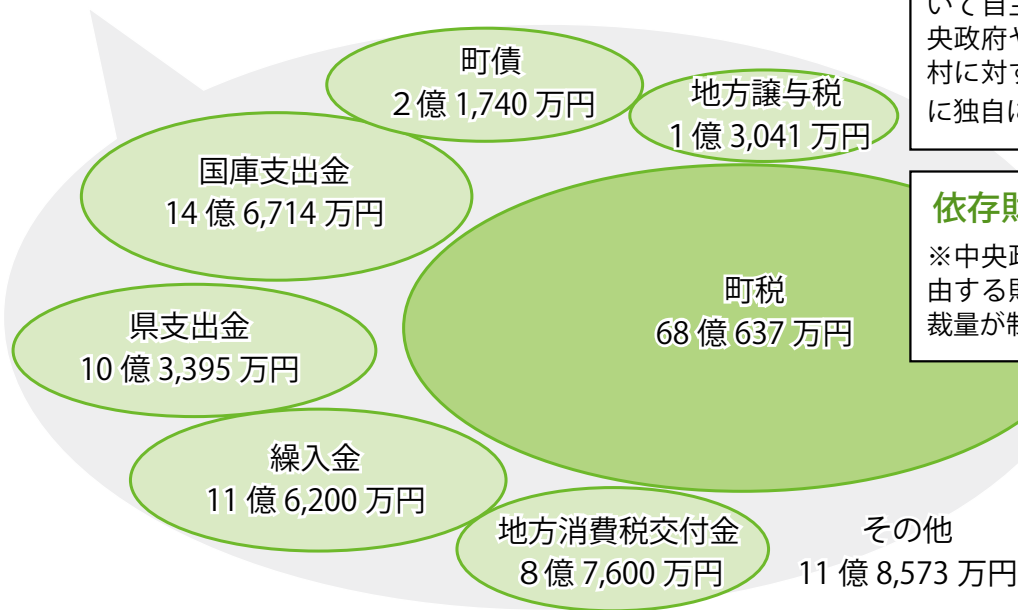 町債
2億 1,740 万円
地方譲与税
1 億 3,041 万円
国庫支出金
14 億 6,714 万円
町税
68 億 637 万円
県支出金
10 億 3,395 万円
繰入金
11 億 6,200 万円
地方消費税交付金
8億 7,600 万円
その他
11 億 8,573 万円
いて自主
央政府や
村に対す
に独自に
依存財
※中央政
由する財
裁量が制